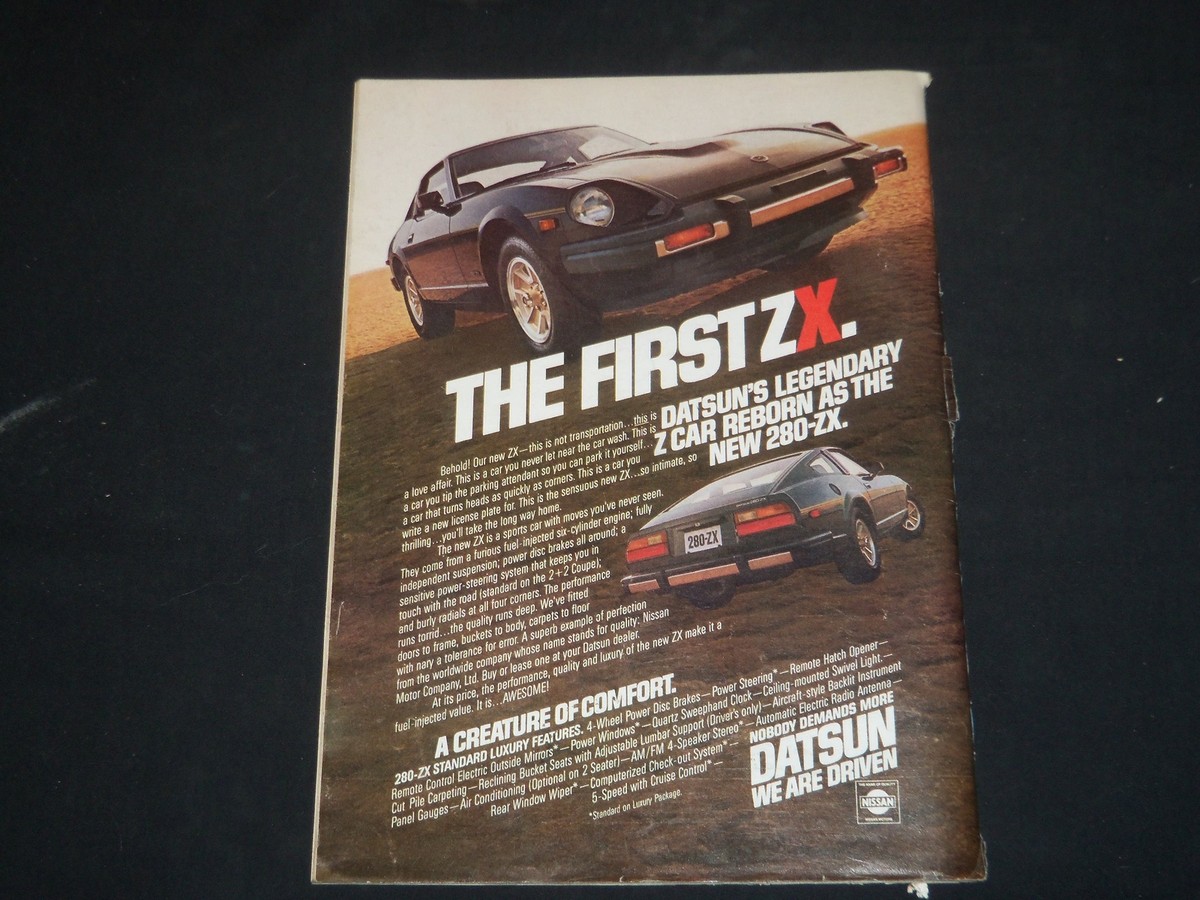 THE FIRST ZX.
DATSUN'S LEGENDARY
Z CAR REBORN AS THE
NEW 280-ZX.
Behold! Our new ZX—this is not transportation...this is
a love affair. This is a car you never let near the car wash. This is
a car you tip the parking attendant so you can park it yourself...
a car that turns heads as quickly as corners. This is a car you
write a new license plate for. This is the sensuous new ZX...so intimate, so
thrilling...you'll take the long way home.
The new ZX is a sports car with moves you've never seen.
They come from a furious fuel-injected six-cylinder engine; fully
independent suspension; power disc brakes all around; a
sensitive power-steering system that keeps you in
touch with the road (standard on the 2+2 Coupe);
and burly radials at all four corners. The performance
runs torrid...the quality runs deep. We've fitted
doors to frame, buckets to body, carpets to floor
with nary a tolerance for error. A superb example of perfection
from the worldwide company whose name stands for quality: Nissan
Motor Company, Ltd. Buy or lease one at your Datsun dealer.
At its price, the performance, quality and luxury of the new ZX make it a
fuel-injected value. It is...AWESOME!
280-ZX
A CREATURE OF COMFORT.
280-ZX STANDARD LUXURY FEATURES. 4-Wheel Power Disc Brakes—Power Steering*—Remote Hatch Opener—
Remote Control Electric Outside Mirrors*—Power Windows*—Quartz Sweephand Clock—Ceiling-mounted Swivel Light.—
Cut Pile Carpeting—Reclining Bucket Seats with Adjustable Lumbar Support (Driver's only)—Aircraft-style Backlit Instrument
Panel Gauges—Air Conditioning (Optional on 2 Seater)—AM/FM 4-Speaker Stereo*—Automatic Electric Radio Antenna—
Rear Window Wiper*—Computerized Check-out System*—
5-Speed with Cruise Control*—
*Standard on Luxury Package.
NOBODY DEMANDS MORE
DATSUN
WE ARE DRIVEN
NISSAN